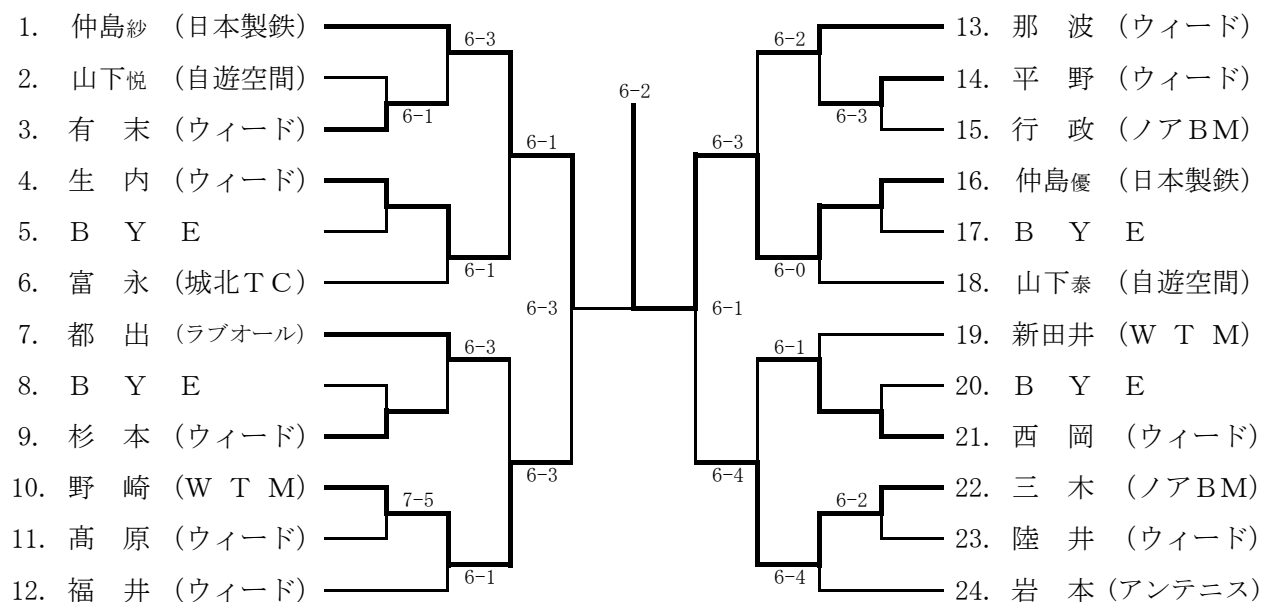 1. 仲島紗 (日本製鉄)
2. 山下悦 (自遊空間)
3. 有 末 (ウィード)
4. 生 内 (ウィード)
5. B Y E
6. 富 永 (城北TC)
7. 都 出 (ラブオール)
8. B Y E
9. 杉 本 (ウィード)
10. 野 崎 (W T M)
11. 髙 原 (ウィード)
12. 福 井 (ウィード)
6-3
6-1
6-1
6-1
6-3
6-3
6-3
7-5
6-1
6-2
6-2
6-3
6-3
6-0
6-1
6-1
6-4
6-2
6-4
13. 那 波 (ウィード)
14. 平 野 (ウィード)
15. 行 政 (ノアBM)
16. 仲島優 (日本製鉄)
17. B Y E
18. 山下泰 (自遊空間)
19. 新田井 (W T M)
20. B Y E
21. 西 岡 (ウィード)
22. 三 木 (ノアBM)
23. 陸 井 (ウィード)
24. 岩 本 (アンテニス)